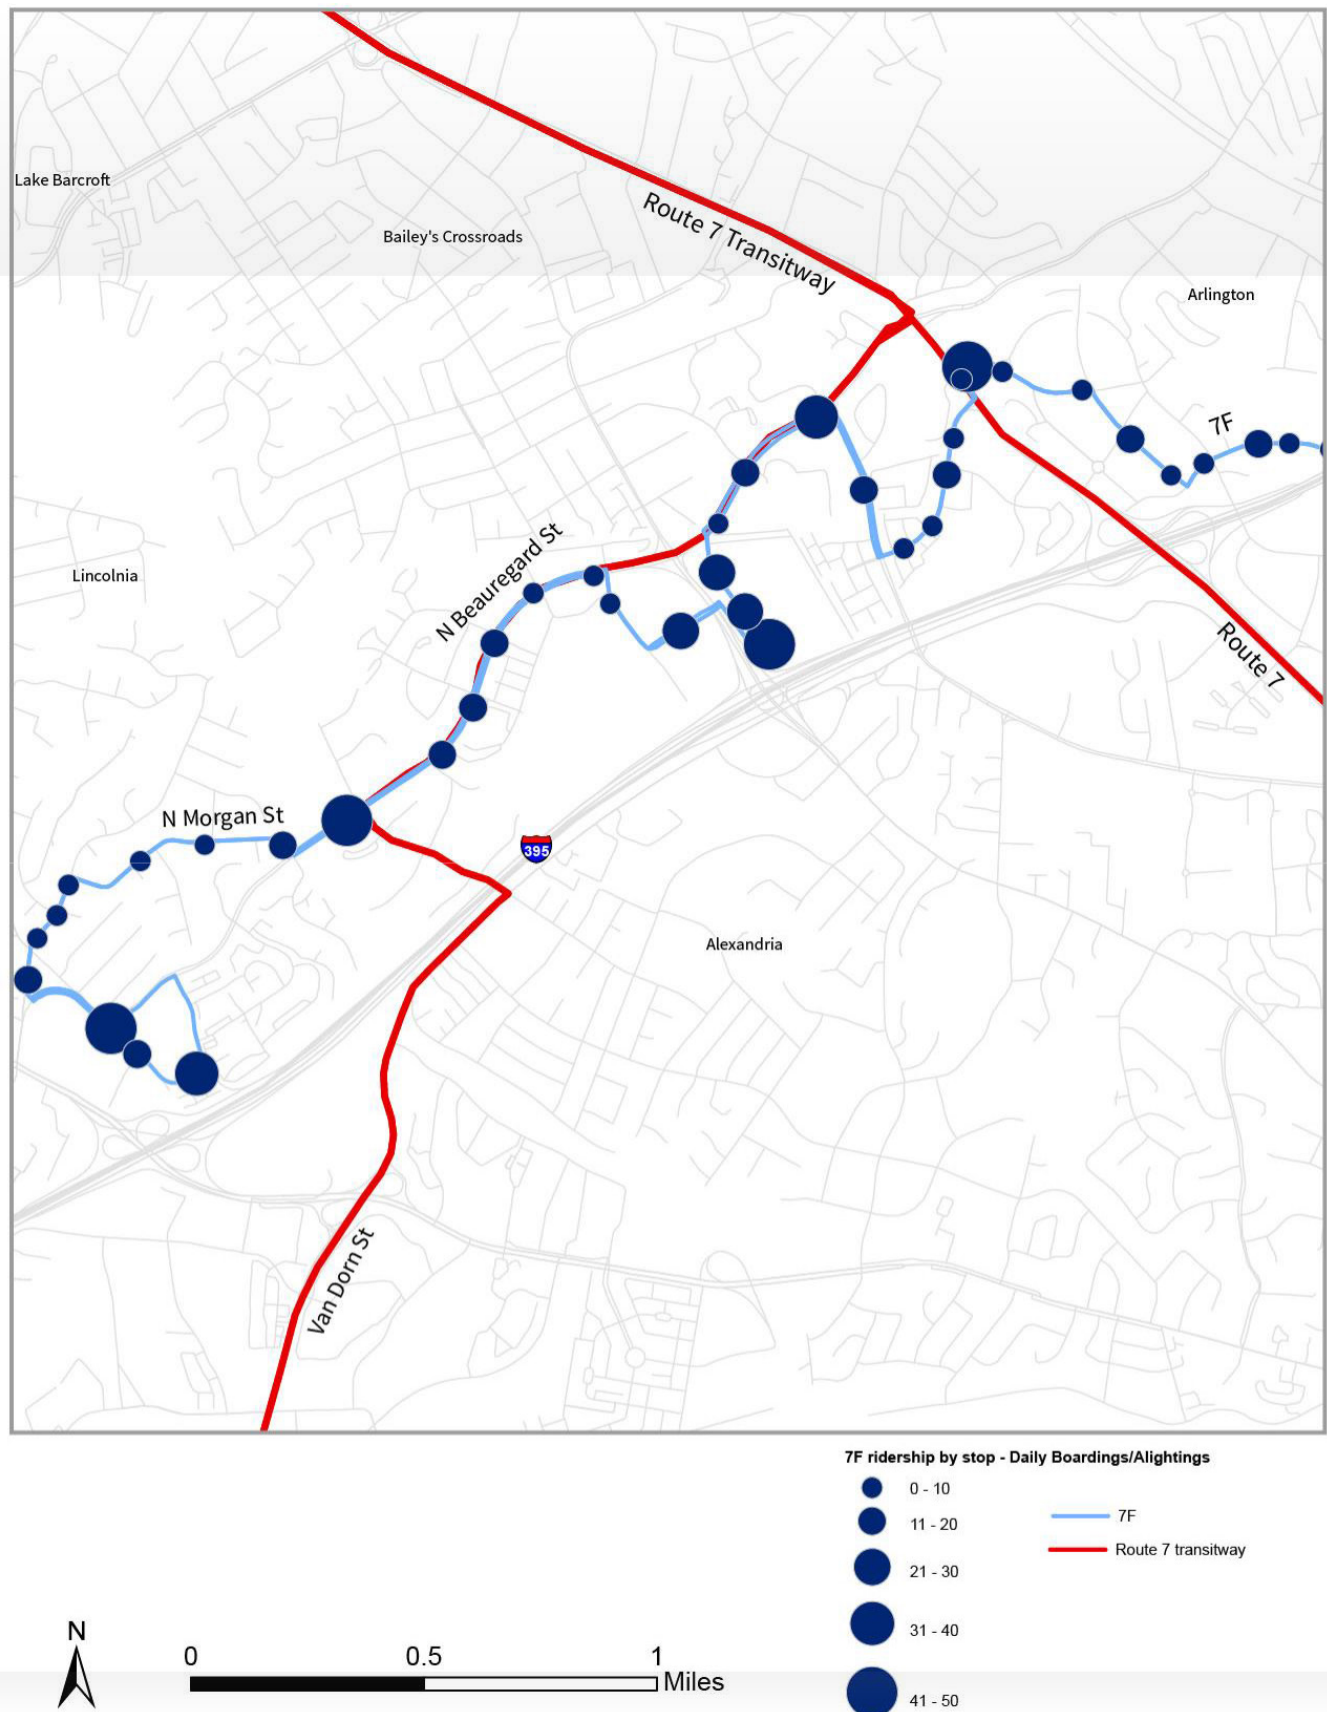 Lake Barcroft
Route 7 Transitway
Bailey's Crossroads
Arlington
7F
N Beauregard St
Lincolnia
Route 7
N Morgan St
395
Alexandria
Van Dorn St
7F ridership by stop - Daily Boardings/Alightings
0 - 10
11 - 20
7F
21 - 30
Route 7 transitway
31 - 40
41 - 50
N
0 0.5 1
Miles